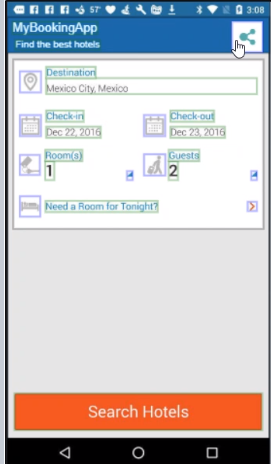 57°
3:08
MyBookingApp
Find the best hotels
Destination
Mexico City, Mexico
Check-in
Check-out
Dec 22, 2016
Dec 23, 2016
Room(s)
Guests
1
2
Need a Room for Tonight?
Search Hotels